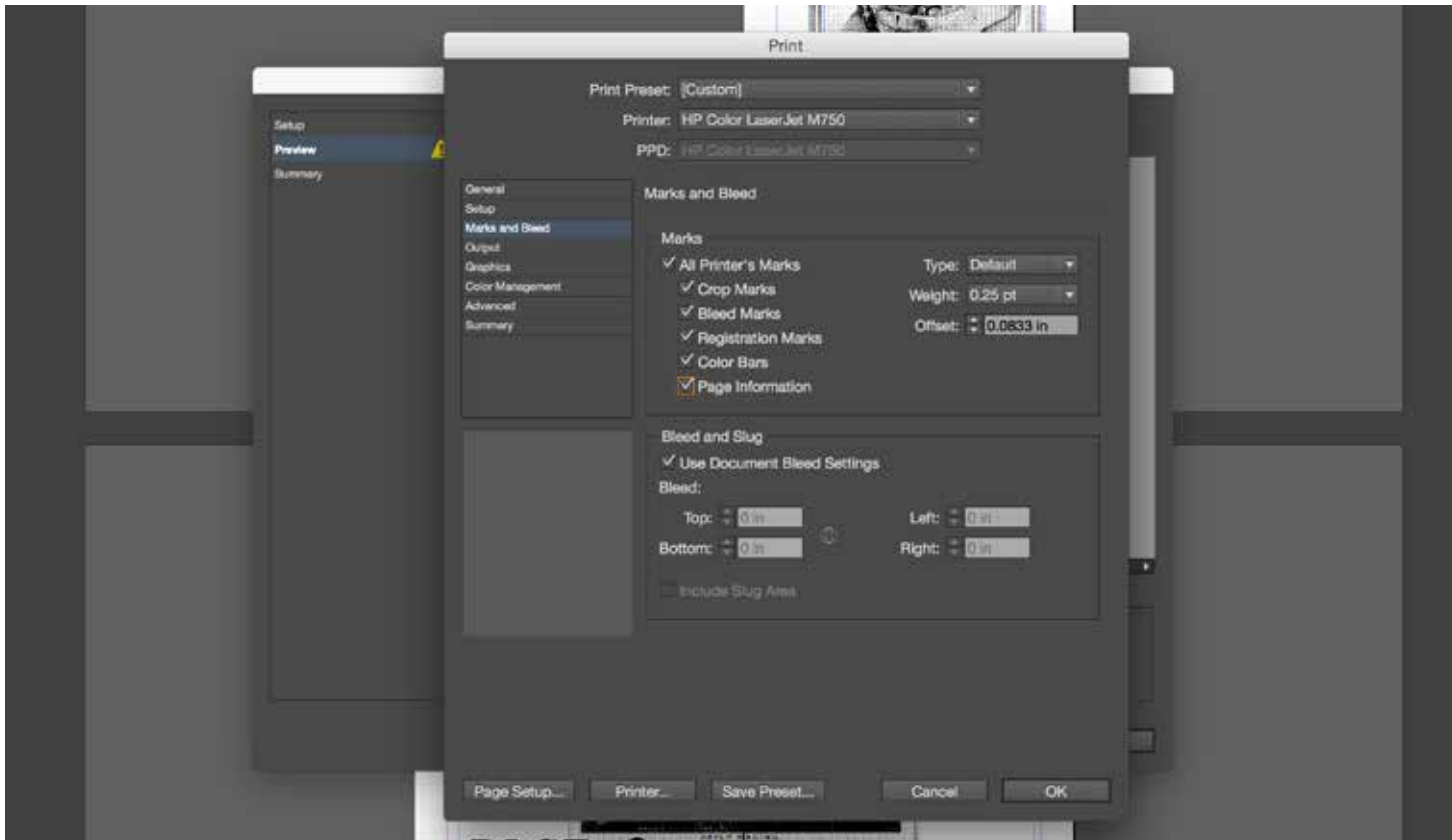 Print
Print Preset: [Custom]
Printer: HP Color LaserJet M750
PPD: HP Color LaserJet M750
Setup
Preview
Summary
General
Setup
Marks and Bleed
Output
Graphics
Color Management
Advanced
Summary
Marks and Bleed
Marks
All Printer's Marks
Crop Marks
Bleed Marks
Registration Marks
Color Bars
Page Information
Type: Default
Weight: 0.25 pt
Offset: 0.0833 in
Bleed and Slug
Use Document Bleed Settings
Bleed:
Top: 0 in
Left: 0 in
Bottom: 0 in
Right: 0 in
Include Slug Area
Page Setup... Printer... Save Preset... Cancel OK